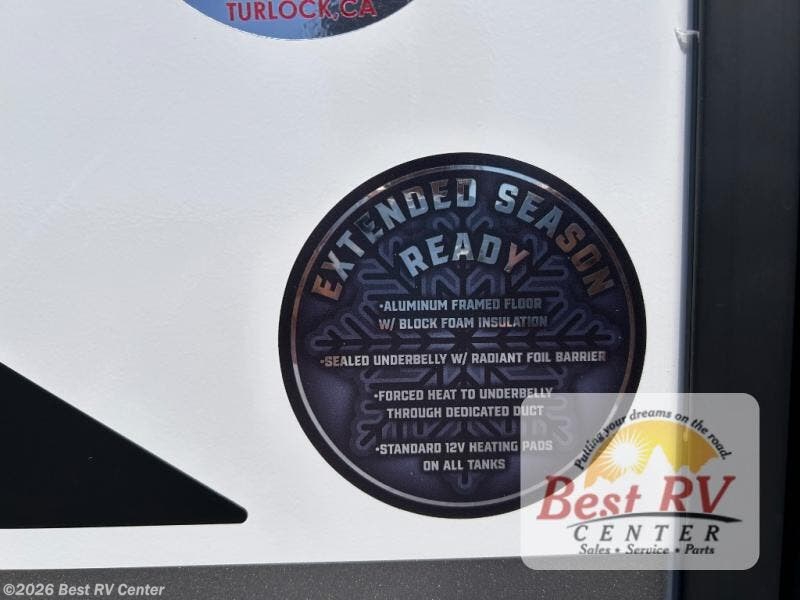 TURLOCK, CA
EXTENDED SEASON
READY
•ALUMINUM FRAMED FLOOR
W/ BLOCK FOAM INSULATION
•SEALED UNDERBELLY W/ RADIANT FOIL BARRIER
•FORCED HEAT TO UNDERBELLY
THROUGH DEDICATED DUCT
•STANDARD 12V HEATING PADS
ON ALL TANKS
Putting your dreams on the road.
Best RV
CENTER
Sales • Service • Parts
©2026 Best RV Center